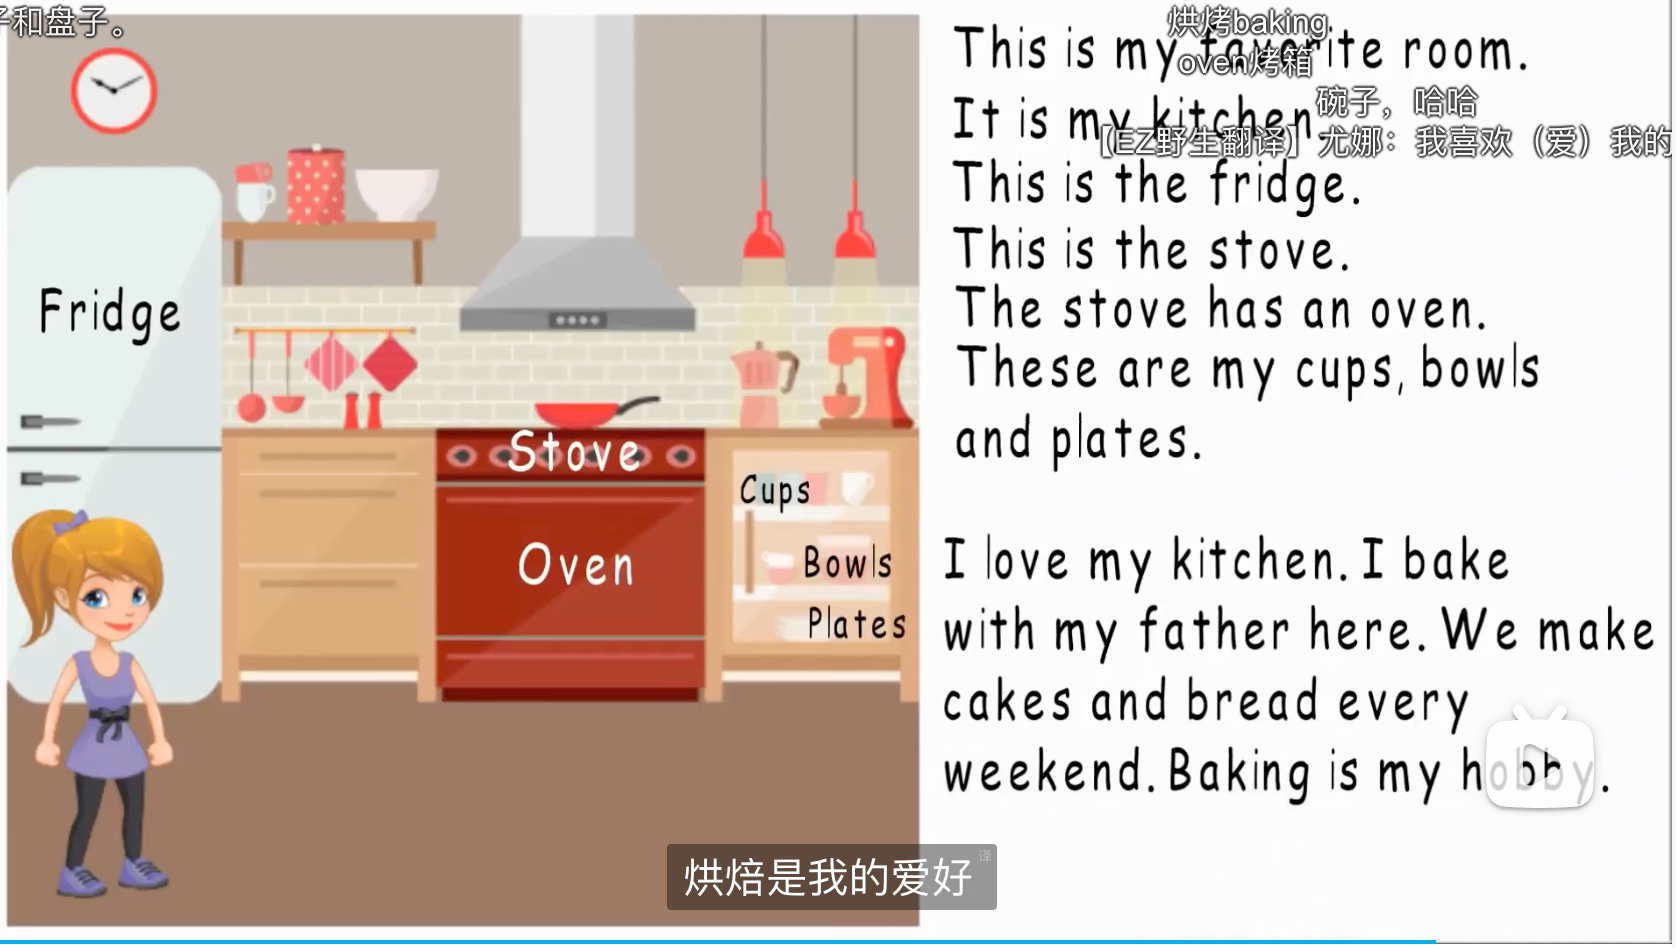 子和盘子。
烘烤baking
oven烤箱
碗子，哈哈
【EZ野生翻译】尤娜：我喜欢（爱）我的
This is my favorite room.
It is my kitchen.
This is the fridge.
This is the stove.
The stove has an oven.
These are my cups, bowls
and plates.
I love my kitchen. I bake
with my father here. We make
cakes and bread every
weekend. Baking is my hobby.
Fridge
Stove
Oven
Cups
Bowls
Plates
烘焙是我的爱好
译